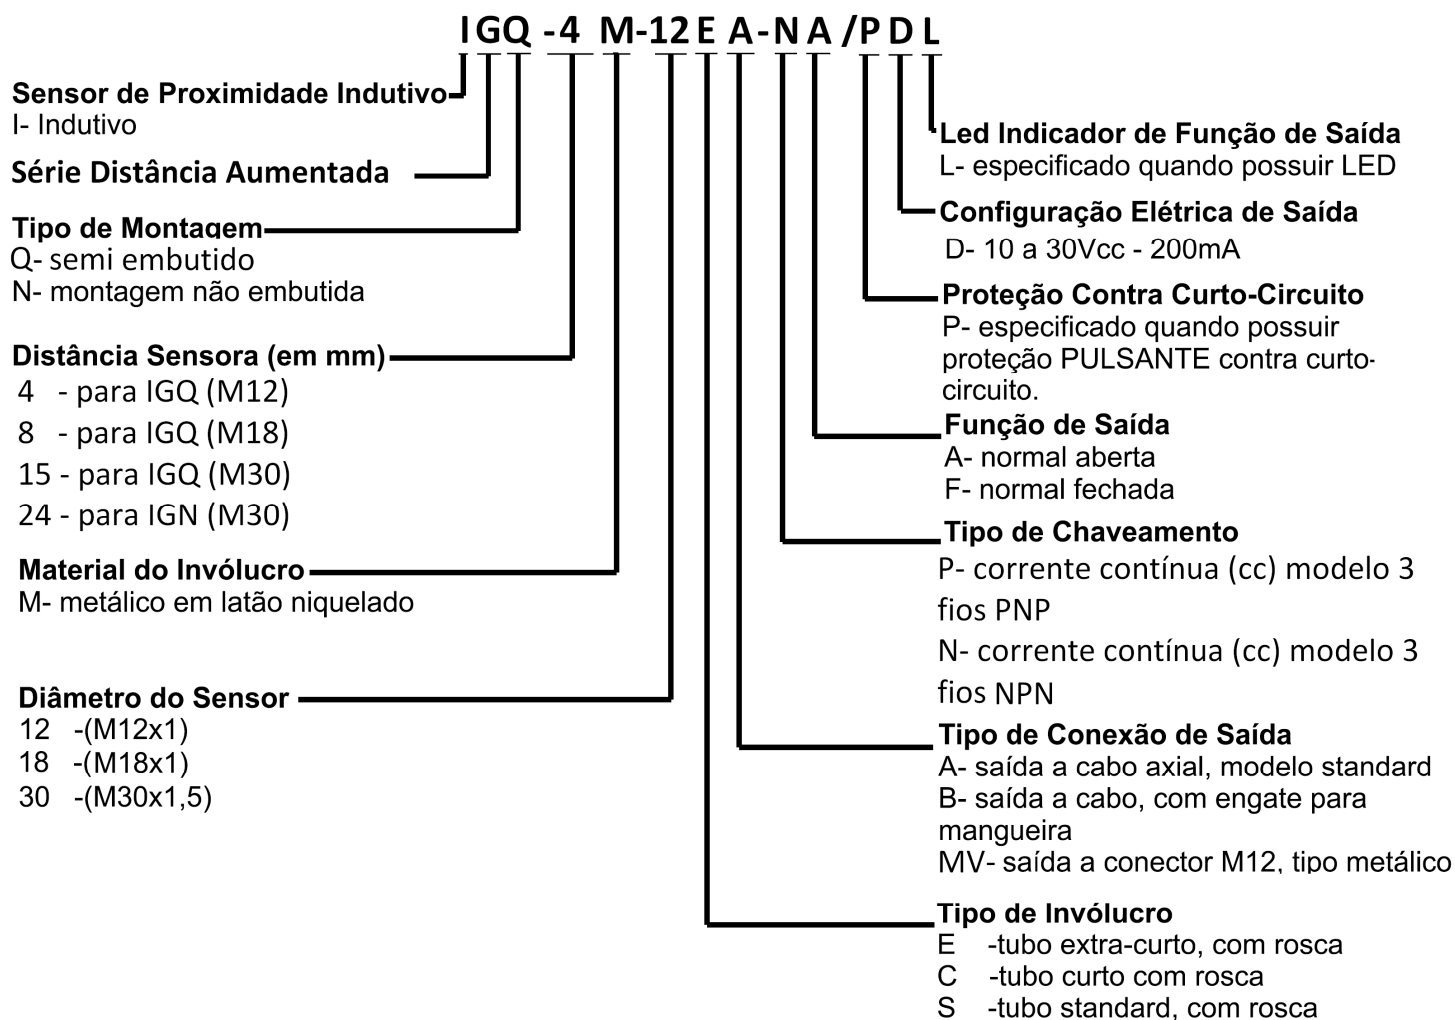 IGQ-4 M-12 E A-N A /P D L
Sensor de Proximidade Indutivo
I- Indutivo
Série Distância Aumentada
Tipo de Montagem
Q- semi embutido
N- montagem não embutida
Distância Sensora (em mm)
4 - para IGQ (M12)
8 - para IGQ (M18)
15 - para IGQ (M30)
24 - para IGN (M30)
Material do Invólucro
M- metálico em latão niquelado
Diâmetro do Sensor
12 -(M12x1)
18 -(M18x1)
30 -(M30x1,5)
Led Indicador de Função de Saída
L- especificado quando possuir LED
Configuração Elétrica de Saída
D- 10 a 30Vcc - 200mA
Proteção Contra Curto-Circuito
P- especificado quando possuir
proteção PULSANTE contra curto-
circuito.
Função de Saída
A- normal aberta
F- normal fechada
Tipo de Chaveamento
P- corrente contínua (cc) modelo 3
fios PNP
N- corrente contínua (cc) modelo 3
fios NPN
Tipo de Conexão de Saída
A- saída a cabo axial, modelo standard
B- saída a cabo, com engate para
mangueira
MV- saída a conector M12, tipo metálico
Tipo de Invólucro
E -tubo extra-curto, com rosca
C -tubo curto com rosca
S -tubo standard, com rosca